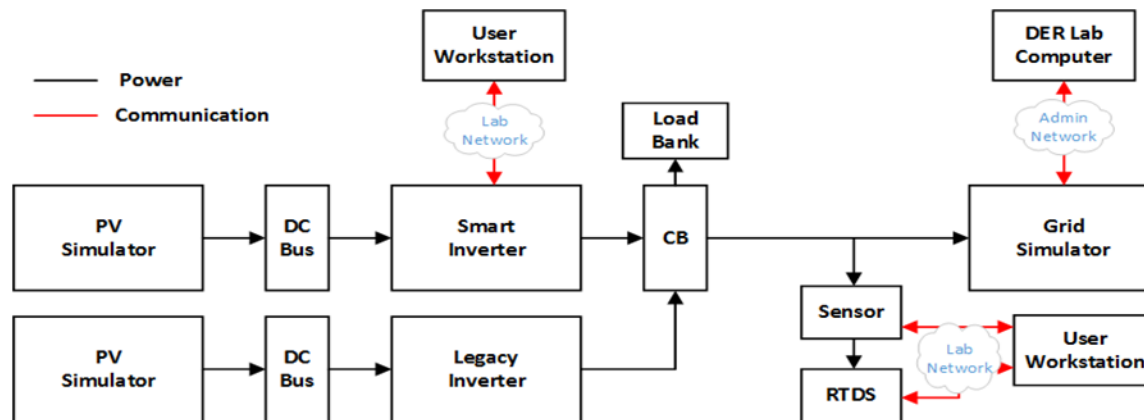 User
Workstation
DER Lab
Computer
Power
Communication
Lab
Network
Load
Bank
Admin
Network
PV
Simulator
DC
Bus
Smart
Inverter
CB
Grid
Simulator
Sensor
PV
Simulator
DC
Bus
Legacy
Inverter
Lab
Network
User
Workstation
RTDS